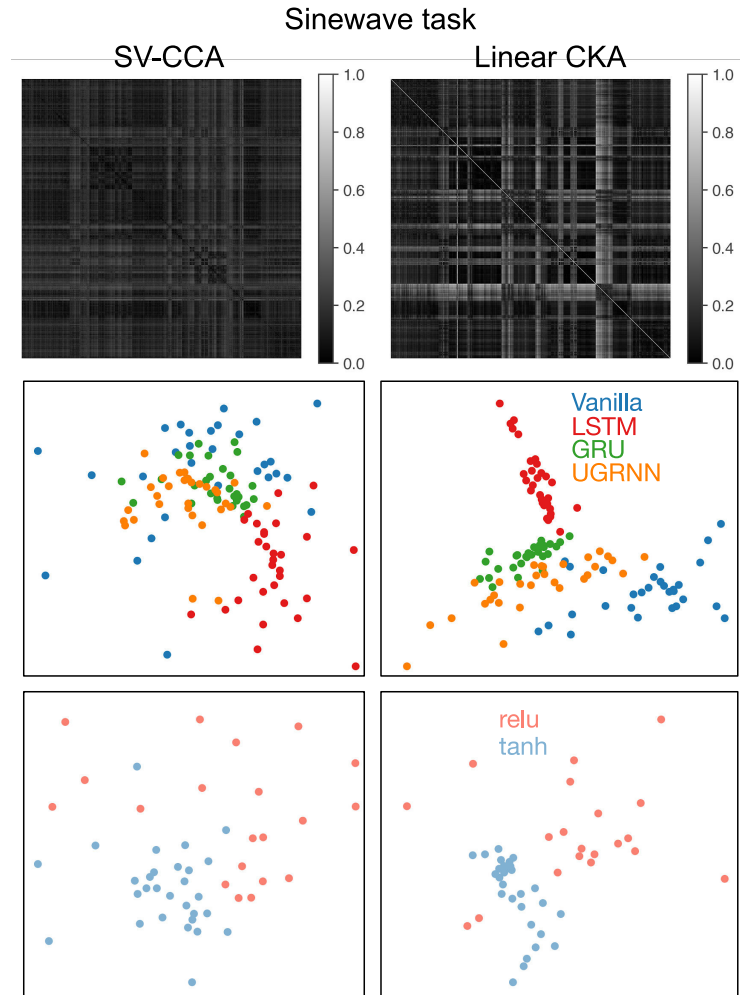 Sinewave task
SV-CCA
Linear CKA
1.0
0.8
0.6
0.4
0.2
0.0
1.0
0.8
0.6
0.4
0.2
0.0
Vanilla
LSTM
GRU
UGRNN
relu
tanh